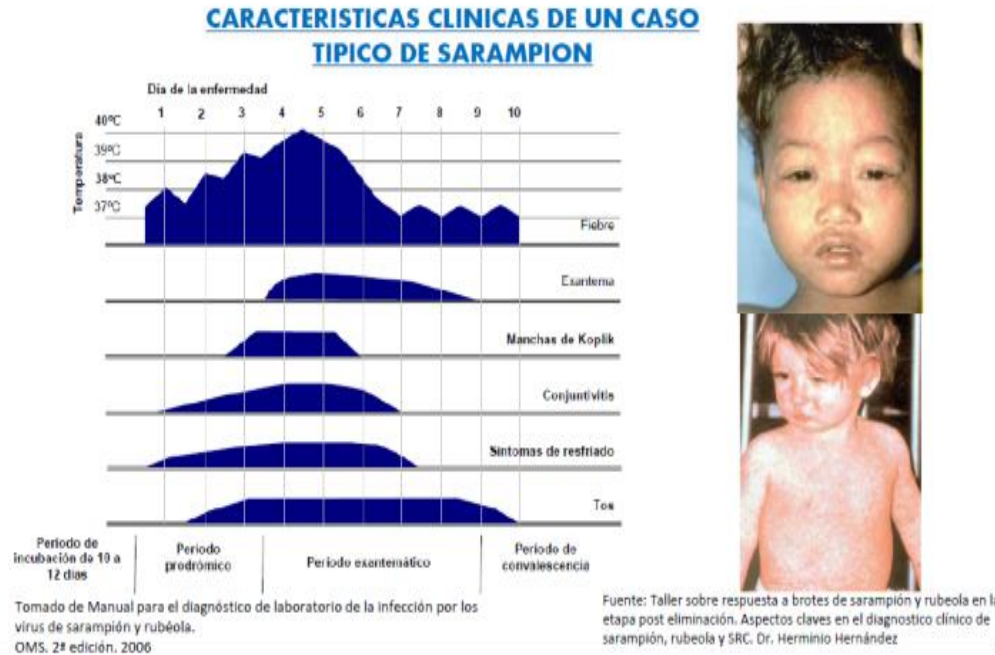 CARACTERISTICAS CLINICAS DE UN CASO
TIPICO DE SARAMPION
Dia de la enfermedad
1 2 3 4 5 6 7 8 9 10
Temperatura
40ºC
39ºC
38ºC
37ºC
Fiebre
Exantema
Manchas de Koplik
Conjuntivitis
Sintomas de resfriado
Tos
Periodo de
incubación de 10 a
12 dias
Periodo
prodrómico
Periodo exantemático
Periodo de
convalescencia
Tomado de Manual para el diagnóstico de laboratorio de la infección por los
virus de sarampión y rubéola.
OMS. 2ª edición. 2006
Fuente: Taller sobre respuesta a brotes de sarampión y rubeola en la
etapa post eliminación. Aspectos claves en el diagnostico clínico de
sarampión, rubeola y SRC. Dr. Herminio Hernández